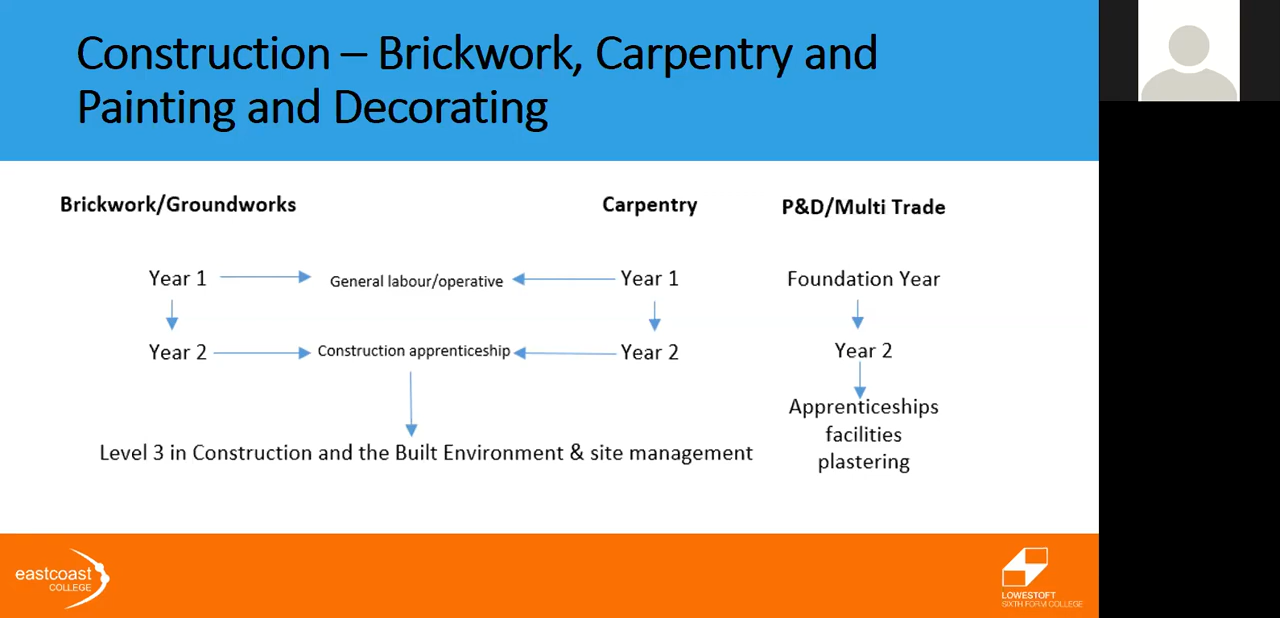 Construction – Brickwork, Carpentry and
Painting and Decorating
Brickwork/Groundworks
Carpentry
P&D/Multi Trade
Year 1
General labour/operative
Year 1
Foundation Year
Year 2
Construction apprenticeship
Year 2
Year 2
Apprenticeships
facilities
plastering
Level 3 in Construction and the Built Environment & site management
eastcoast
COLLEGE
LOWESTOFT
SIXTH FORM COLLEGE